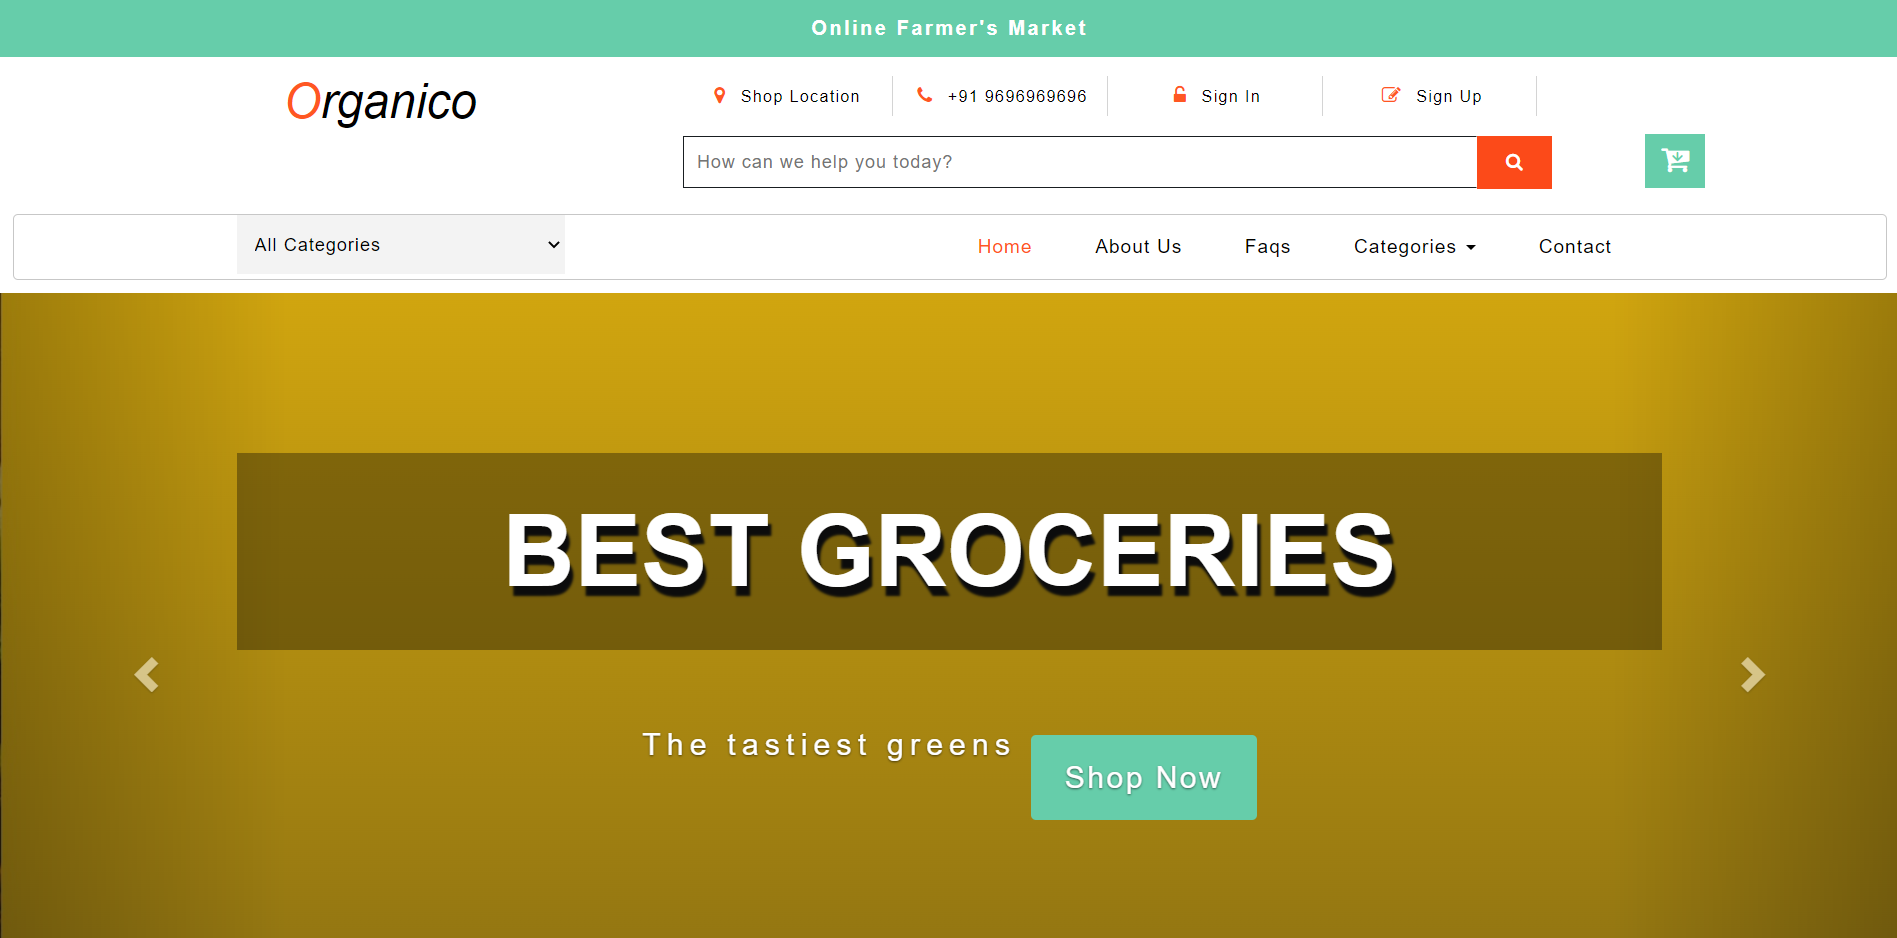 Online Farmer's Market
Organico
Shop Location
+91 9696969696
Sign In
Sign Up
How can we help you today?
All Categories
Home
About Us
Faqs
Categories
Contact
BEST GROCERIES
The tastiest greens
Shop Now